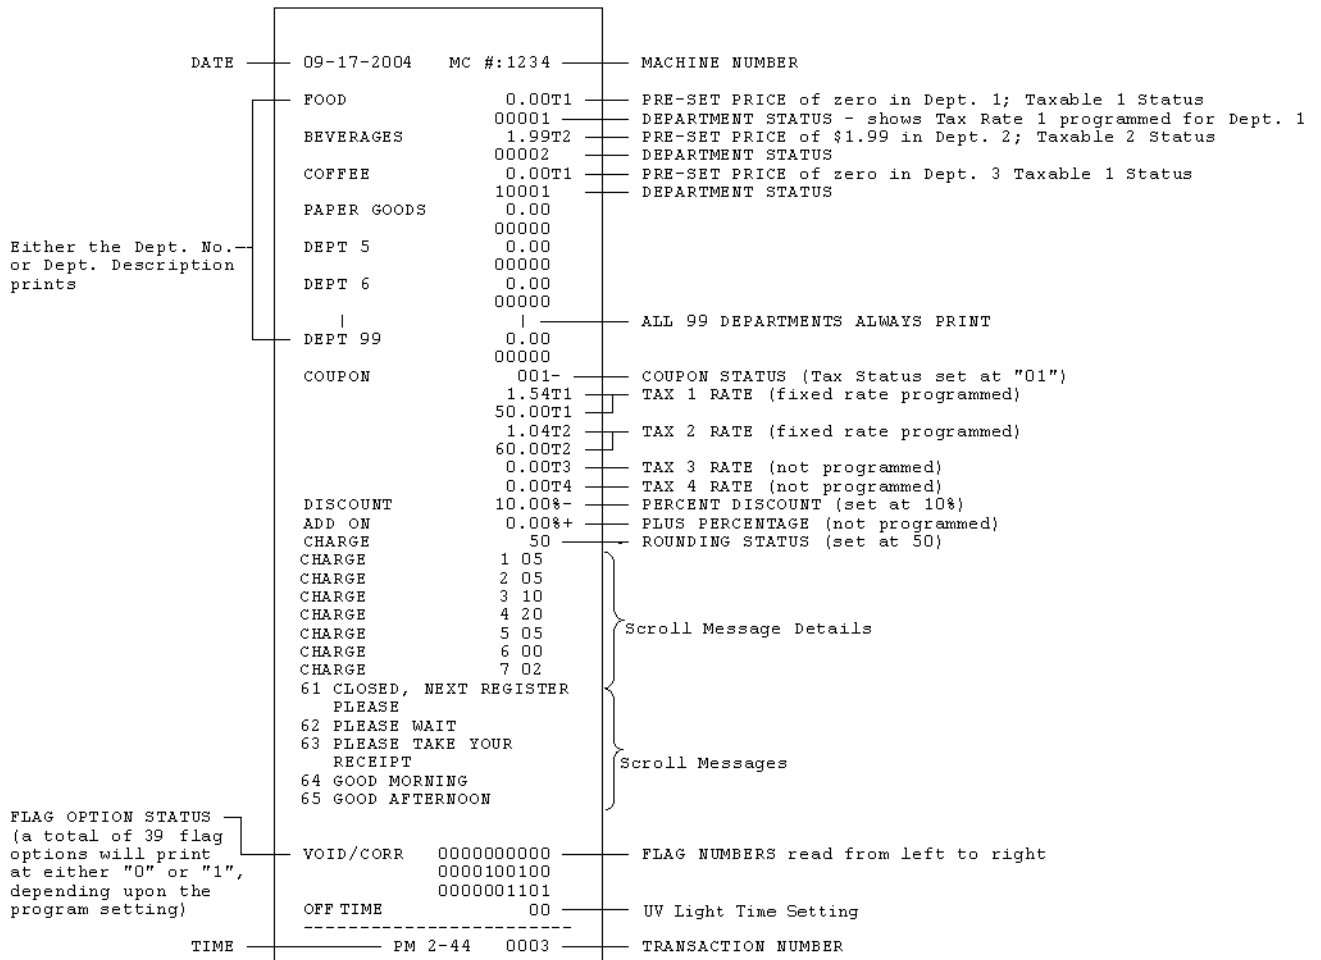 DATE 09-17-2004 MC #:1234 MACHINE NUMBER
FOOD 0.00T1 PRE-SET PRICE of zero in Dept. 1; Taxable 1 Status
00001 DEPARTMENT STATUS - shows Tax Rate 1 programmed for Dept. 1
BEVERAGES 1.99T2 PRE-SET PRICE of $1.99 in Dept. 2; Taxable 2 Status
00002 DEPARTMENT STATUS
COFFEE 0.00T1 PRE-SET PRICE of zero in Dept. 3 Taxable 1 Status
10001 DEPARTMENT STATUS
PAPER GOODS 0.00
00000
Either the Dept. No. DEPT 5 0.00
or Dept. Description 00000
prints DEPT 6 0.00
00000
ALL 99 DEPARTMENTS ALWAYS PRINT
DEPT 99 0.00
00000
COUPON 001- COUPON STATUS (Tax Status set at "01")
1.54T1 TAX 1 RATE (fixed rate programmed)
50.00T1
1.04T2 TAX 2 RATE (fixed rate programmed)
60.00T2
0.00T3 TAX 3 RATE (not programmed)
0.00T4 TAX 4 RATE (not programmed)
DISCOUNT 10.00%- PERCENT DISCOUNT (set at 10%)
ADD ON 0.00%+ PLUS PERCENTAGE (not programmed)
CHARGE 50 ROUNDING STATUS (set at 50)
CHARGE 1 05
CHARGE 2 05
CHARGE 3 10
CHARGE 4 20
Scroll Message Details
CHARGE 5 05
CHARGE 6 00
CHARGE 7 02
61 CLOSED, NEXT REGISTER
PLEASE
62 PLEASE WAIT
63 PLEASE TAKE YOUR
RECEIPT Scroll Messages
64 GOOD MORNING
65 GOOD AFTERNOON
FLAG OPTION STATUS
(a total of 39 flag
options will print VOID/CORR 0000000000 FLAG NUMBERS read from left to right
at either "0" or "1", 0000100100
depending upon the 0000001101
program setting) OFF TIME 00 UV Light Time Setting
------------------------
TIME PM 2-44 0003 TRANSACTION NUMBER